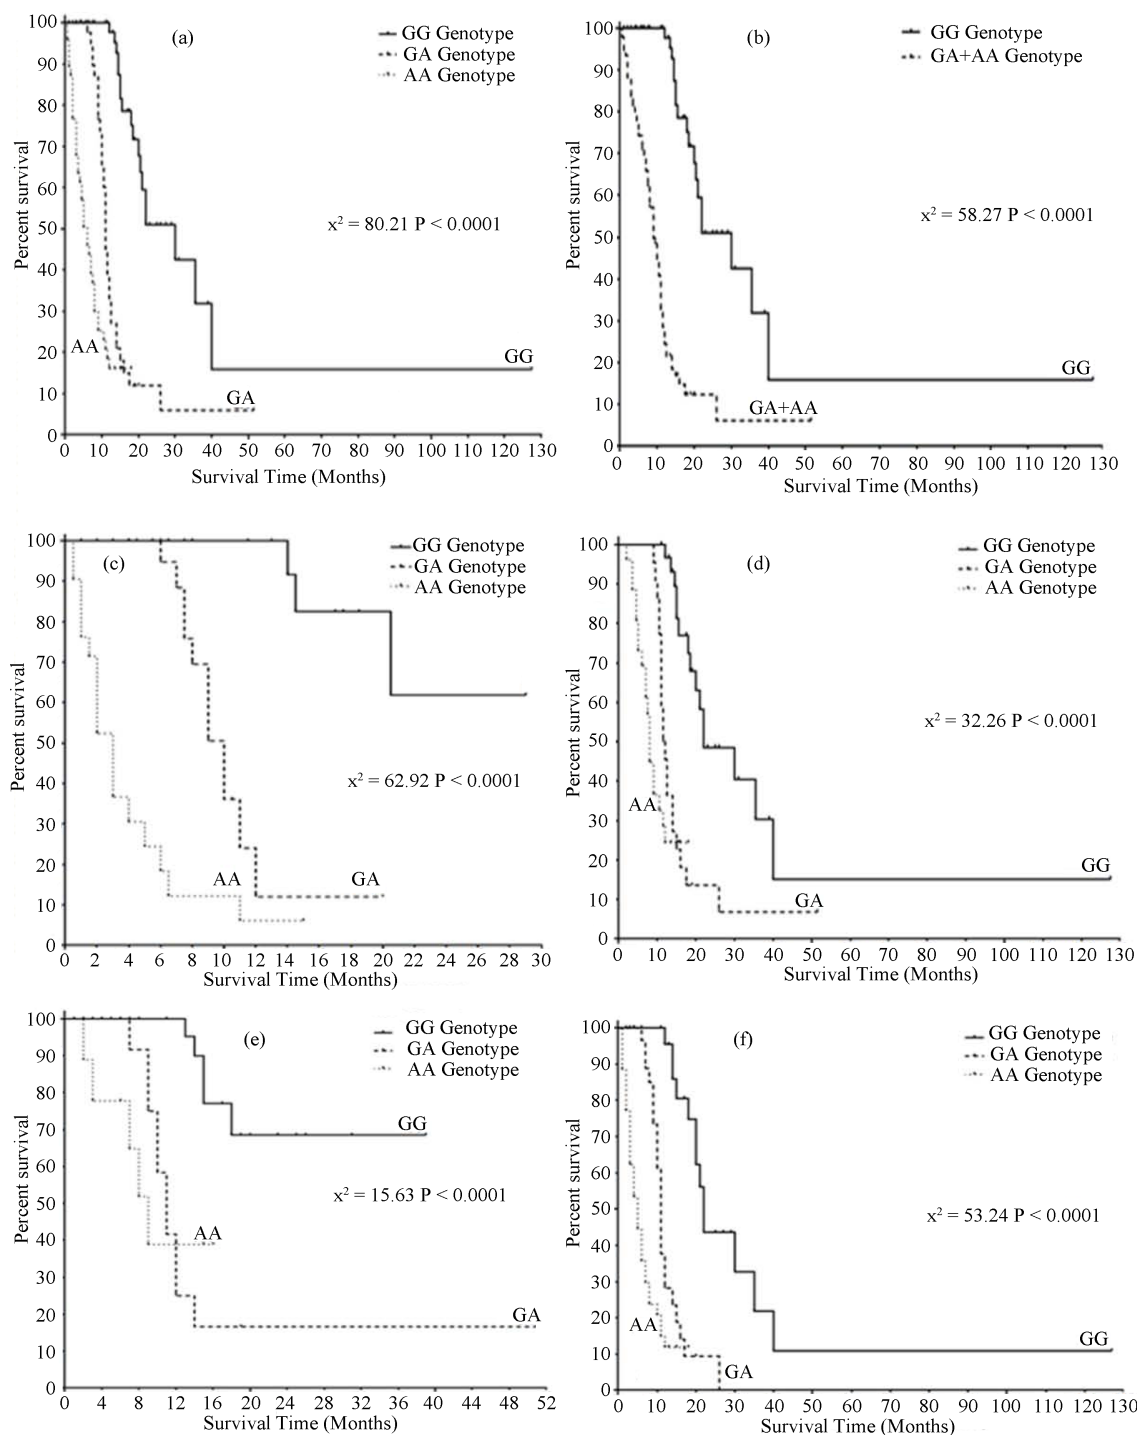 (a)
GG Genotype
GA Genotype
AA Genotype
100
90
80
70
60
50
40
30
20
10
0
Percent survival
x² = 80.21 P < 0.0001
AA
GG
GA
0 10 20 30 40 50 60 70 80 90 100 110 120 130
Survival Time (Months)
(b)
GG Genotype
GA+AA Genotype
100
90
80
70
60
50
40
30
20
10
0
Percent survival
x² = 58.27 P < 0.0001
GG
GA+AA
0 10 20 30 40 50 60 70 80 90 100 110 120 130
Survival Time (Months)
(c)
GG Genotype
GA Genotype
AA Genotype
100
90
80
70
60
50
40
30
20
10
0
Percent survival
x² = 62.92 P < 0.0001
AA
GA
0 2 4 6 8 10 12 14 16 18 20 22 24 26 28 30
Survival Time (Months)
(d)
GG Genotype
GA Genotype
AA Genotype
100
90
80
70
60
50
40
30
20
10
0
Percent survival
x² = 32.26 P < 0.0001
AA
GG
GA
0 10 20 30 40 50 60 70 80 90 100 110 120 130
Survival Time (Months)
(e)
GG Genotype
GA Genotype
AA Genotype
100
90
80
70
60
50
40
30
20
10
0
Percent survival
GG
x² = 15.63 P < 0.0001
AA
GA
0 4 8 12 16 20 24 28 32 36 40 44 48 52
Survival Time (Months)
(f)
GG Genotype
GA Genotype
AA Genotype
100
90
80
70
60
50
40
30
20
10
0
Percent survival
x² = 53.24 P < 0.0001
AA
GG
GA
0 10 20 30 40 50 60 70 80 90 100 110 120 130
Survival Time (Months)